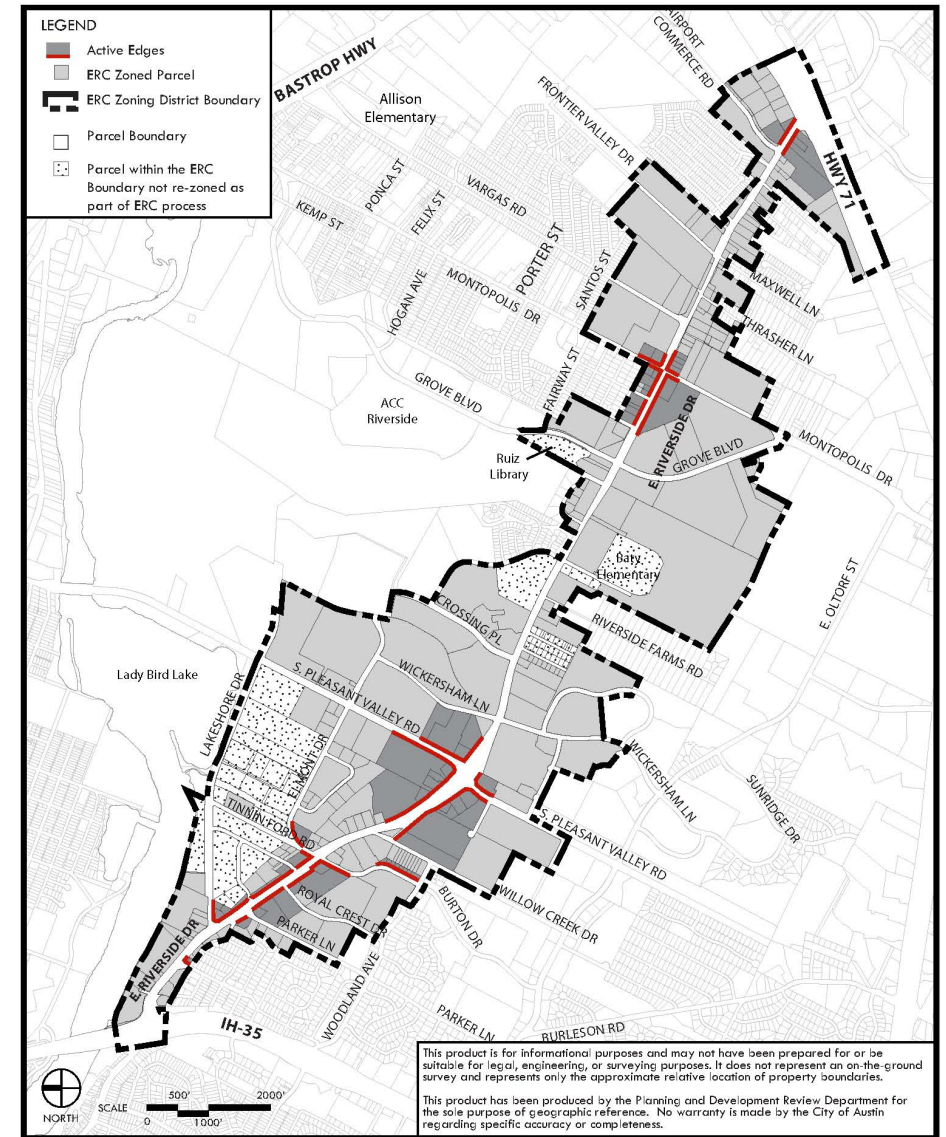 LEGEND
Active Edges
ERC Zoned Parcel
ERC Zoning District Boundary
Parcel Boundary
Parcel within the ERC
Boundary not re-zoned as
part of ERC process
BASTROP HWY
AIRPORT
COMMERCE RD
Allison
Elementary
FRONTIER VALLEY DR
HWY 71
PONCA ST
VARGAS RD
KEMP ST
FELIX ST
PORTER ST
SANTOS ST
MAXWELL LN
HOGAN AVE
MONTOPOLIS DR
THRASHER LN
FAIRWAY ST
GROVE BLVD
ACC
Riverside
E. RIVERSIDE DR
MONTOPOLIS DR
GROVE BLVD
Ruiz
Library
Baty
Elementary
E. OLTORF ST
CROSSING PL
RIVERSIDE FARMS RD
Lady Bird Lake
WICKERSHAM LN
S. PLEASANT VALLEY RD
LAKESHORE DR
ELMONT DR
WICKERSHAM LN
SUNRIDGE DR
TINNIN FORD RD
S. PLEASANT VALLEY RD
ROYAL CREST DR
WILLOW CREEK DR
BURTON DR
PARKER LN
E. RIVERSIDE DR
WOODLAND AVE
IH-35
PARKER LN
BURLESON RD
NORTH
SCALE
500'
2000'
0
1000'
This product is for informational purposes and may not have been prepared for or be
suitable for legal, engineering, or surveying purposes. It does not represent an on-the-ground
survey and represents only the approximate relative location of property boundaries.
This product has been produced by the Planning and Development Review Department for
the sole purpose of geographic reference. No warranty is made by the City of Austin
regarding specific accuracy or completeness.